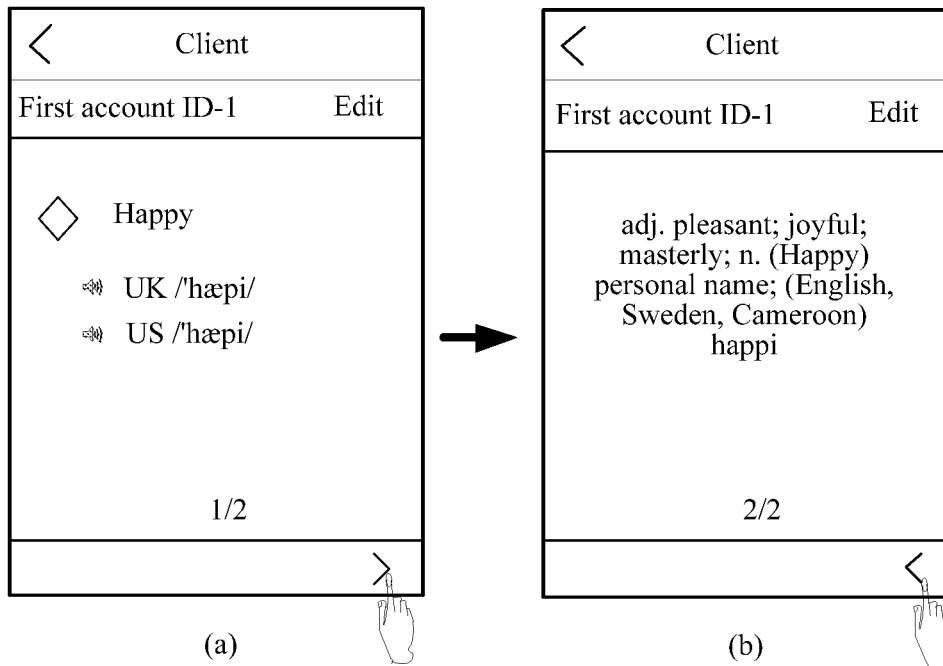 Client
First account ID-1 Edit
Happy
UK /'hæpi/
US /'hæpi/
1/2
(a)
Client
First account ID-1 Edit
adj. pleasant; joyful;
masterly; n. (Happy)
personal name; (English,
Sweden, Cameroon)
happi
2/2
(b)